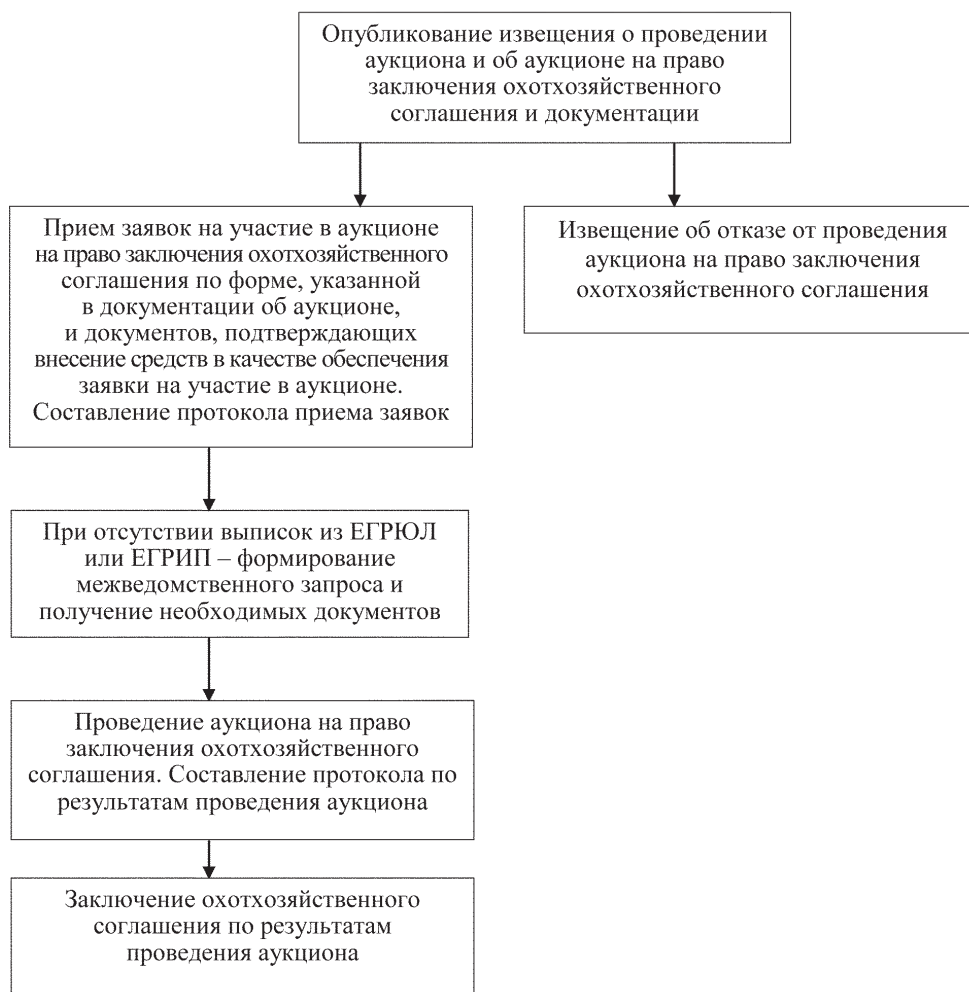 Опубликование извещения о проведении
аукциона и об аукционе на право
заключения охотхозяйственного
соглашения и документации
Прием заявок на участие в аукционе
на право заключения охотхозяйственного
соглашения по форме, указанной
в документации об аукционе,
и документов, подтверждающих
внесение средств в качестве обеспечения
заявки на участие в аукционе.
Составление протокола приема заявок
Извещение об отказе от проведения
аукциона на право заключения
охотхозяйственного соглашения
При отсутствии выписок из ЕГРЮЛ
или ЕГРИП – формирование
межведомственного запроса и
получение необходимых документов
Проведение аукциона на право
заключения охотхозяйственного
соглашения. Составление протокола по
результатам проведения аукциона
Заключение охотхозяйственного
соглашения по результатам
проведения аукциона